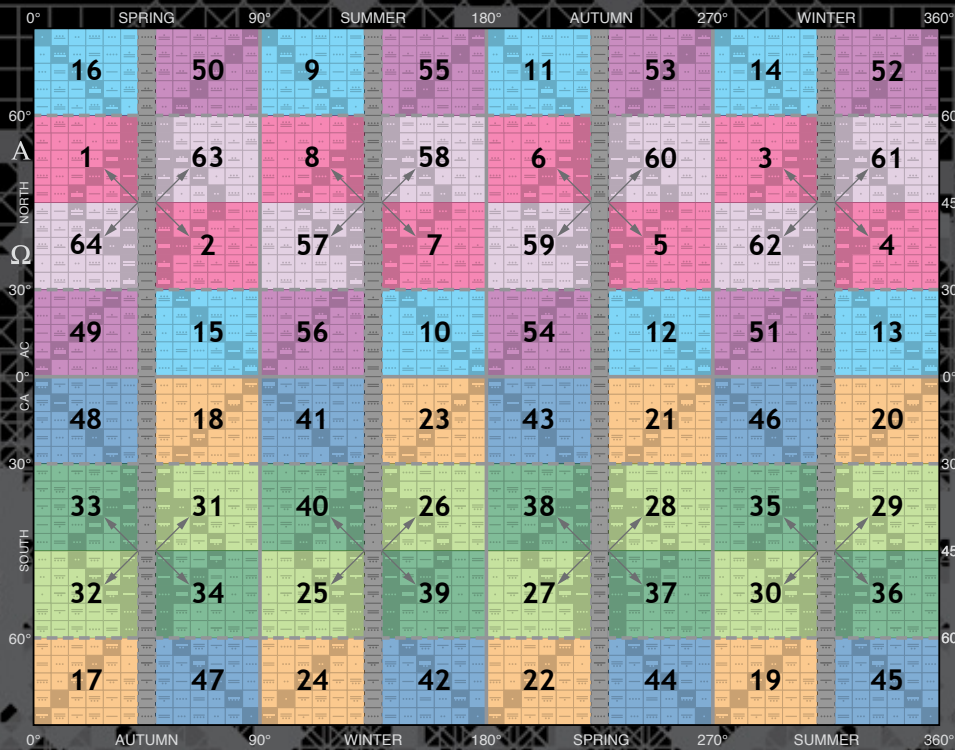 0° SPRING 90° SUMMER 180° AUTUMN 270° WINTER 360°
16 50 9 55 11 53 14 52
60° 60
A 1 63 8 58 6 60 3 61
NORTH 45
Ω 64 2 57 7 59 5 62 4
30° 30
49 15 56 10 54 12 51 13
AC
0° 0°
CA
48 18 41 23 43 21 46 20
30° 30
33 31 40 26 38 28 35 29
SOUTH 45
32 34 25 39 27 37 30 36
60° 60
17 47 24 42 22 44 19 45
0° AUTUMN 90° WINTER 180° SPRING 270° SUMMER 360°